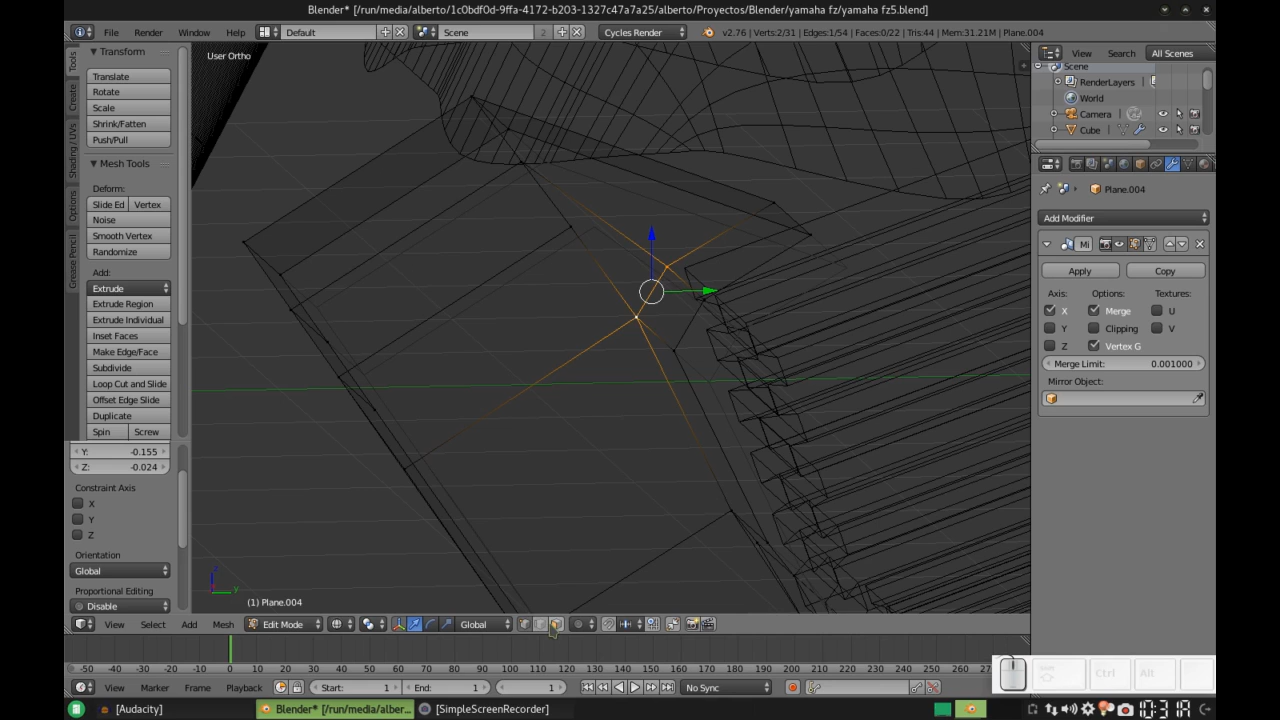 Blender* [/run/media/alberto/1c0bdf0d-9ffa-4172-b203-1327c47a7a25/alberto/Proyectos/Blender/yamaha fz/yamaha fz5.blend]
File Render Window Help Default Scene 2 Cycles Render v2.76 | Verts:2/31 | Edges:1/54 | Faces:0/22 | Tris:44 | Mem:31.21M | Plane.004
Tools
Create
Shading / UVs
Options
Grease Pencil
Transform
Translate
Rotate
Scale
Shrink/Fatten
Push/Pull
Mesh Tools
Deform:
Slide Ed Vertex
Noise
Smooth Vertex
Randomize
Add:
Extrude
Extrude Region
Extrude Individual
Inset Faces
Make Edge/Face
Subdivide
Loop Cut and Slide
Offset Edge Slide
Duplicate
Spin Screw
Y: -0.155
Z: -0.024
Constraint Axis
X
Y
Z
Orientation
Global
Proportional Editing
Disable
User Ortho
z
y
(1) Plane.004
View Search All Scenes
Scene
RenderLayers
World
Camera
Cube
Plane.004
Add Modifier
Mi
Apply Copy
Axis: Options: Textures:
X Merge U
Y Clipping V
Z Vertex G
Merge Limit: 0.001000
Mirror Object:
View Select Add Mesh Edit Mode Global
-50 -40 -30 -20 -10 0 10 20 30 40 50 60 70 80 90 100 110 120 130 140 150 160 170 180 190 200 210 220 230 240 250 260
View Marker Frame Playback Start: 1 End: 1 1 No Sync
Ctrl Alt
[Audacity] Blender* [/run/media/alber... [SimpleScreenRecorder]